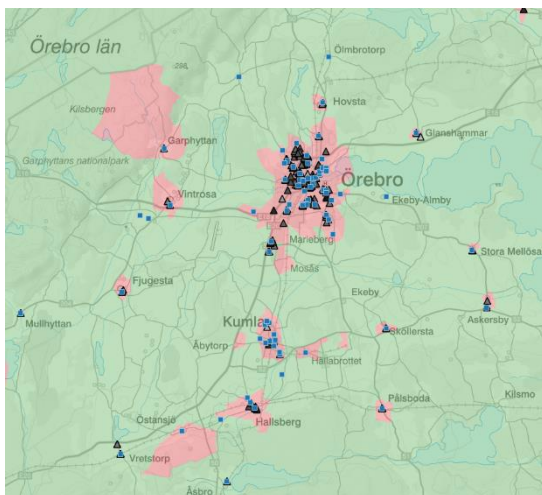 Örebro län
Ölmbrotorp
Kilsbergen
Hovsta
Garphyttan
Glanshammar
Garphyttans nationalpark
Örebro
Vintrosa
Ekeby-Almby
Marieberg
Stora Mellösa
Mosås
Fjugesta
Ekeby
Mullhyttan
Kumla
Askersby
Sköllersta
Åbytorp
Hällabrottet
Pålsboda
Kilsmo
Östansjö
Hallsberg
Vretstorp
Åsbro